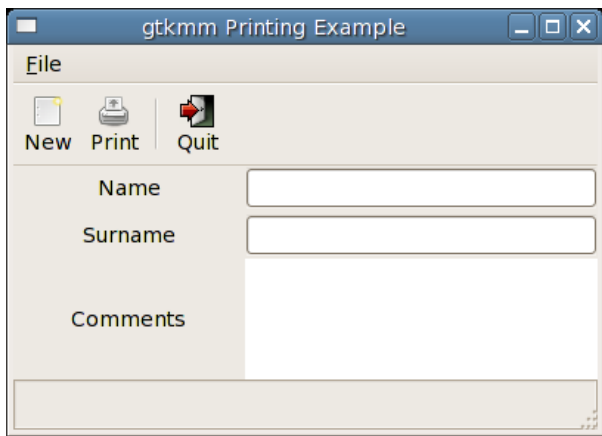 gtkmm Printing Example
File
New Print Quit
Name
Surname
Comments